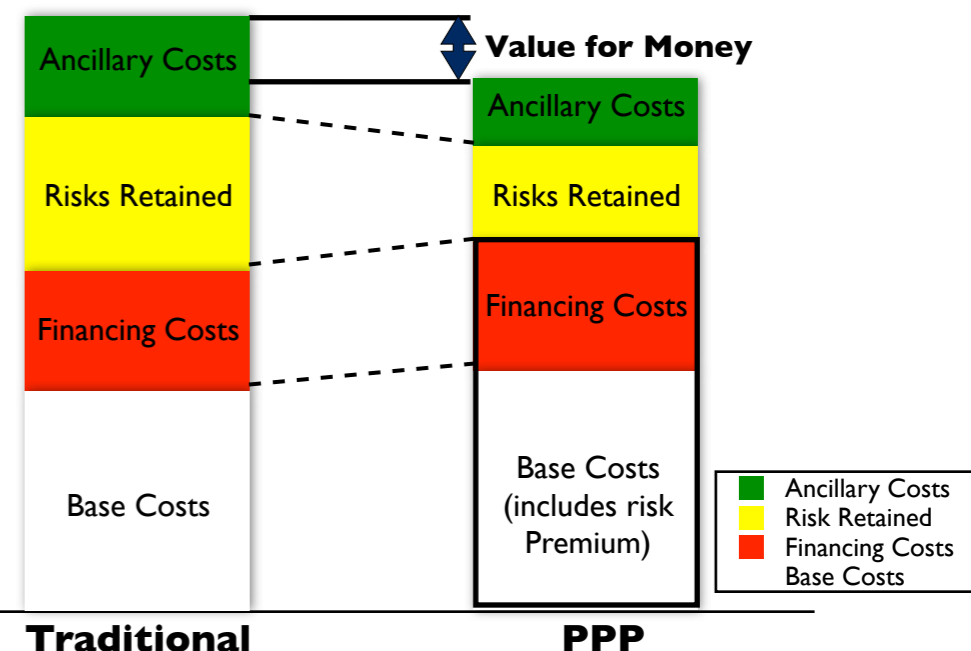 Value for Money
Ancillary Costs
Risks Retained
Financing Costs
Base Costs
Ancillary Costs
Risks Retained
Financing Costs
Base Costs
(includes risk
Premium)
Ancillary Costs
Risk Retained
Financing Costs
Base Costs
Traditional
PPP